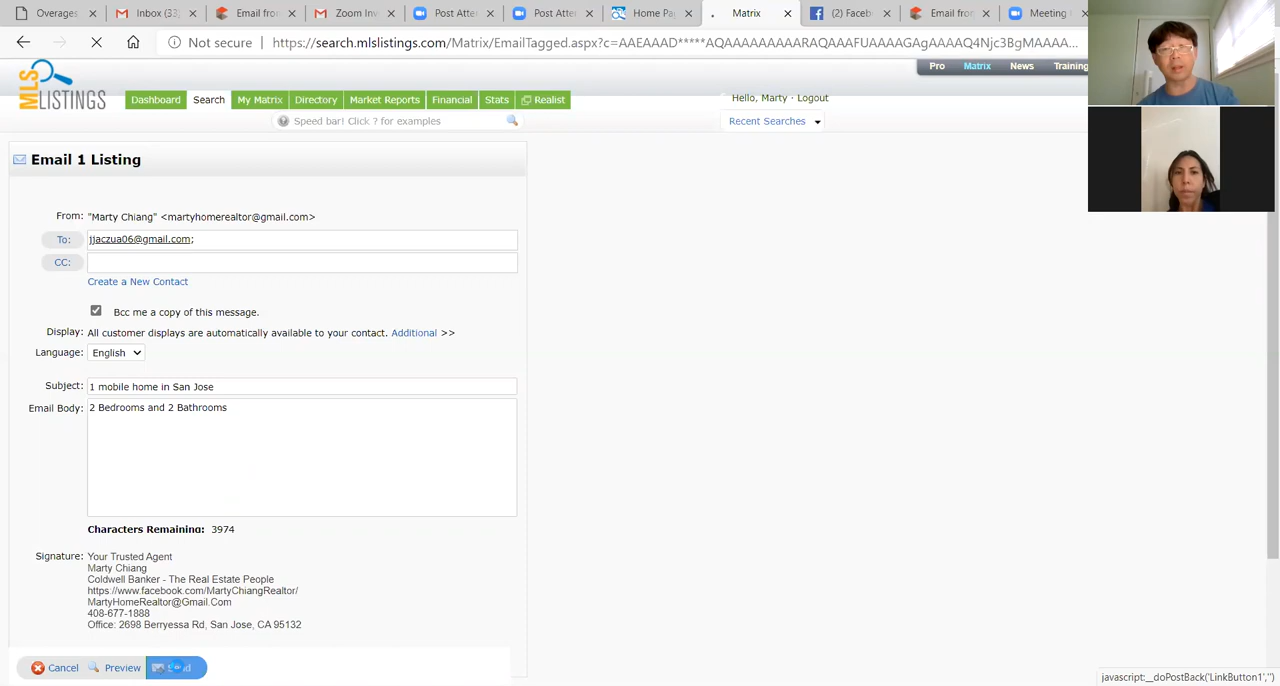 Overages
Inbox (33
Email fro
Zoom Inv
Post Atte
Post Atte
Home Pa
Matrix
(2) Faceb
Email fro
Meeting
Not secure
https://search.mlslistings.com/Matrix/EmailTagged.aspx?c=AAEAAAD*****AQAAAAAAAAARAQAAAFUAAAAGAgAAAAQ4Njc3BgMAAAA...
MLS LISTINGS
Pro
Matrix
News
Training
Dashboard
Search
My Matrix
Directory
Market Reports
Financial
Stats
Realist
Hello, Marty · Logout
Speed bar! Click ? for examples
Recent Searches
Email 1 Listing
From: "Marty Chiang" <martyhomerealtor@gmail.com>
To: jjaczua06@gmail.com;
CC:
Create a New Contact
Bcc me a copy of this message.
Display: All customer displays are automatically available to your contact. Additional >>
Language: English
Subject: 1 mobile home in San Jose
Email Body: 2 Bedrooms and 2 Bathrooms
Characters Remaining: 3974
Signature: Your Trusted Agent
Marty Chiang
Coldwell Banker - The Real Estate People
https://www.facebook.com/MartyChiangRealtor/
MartyHomeRealtor@Gmail.Com
408-677-1888
Office: 2698 Berryessa Rd, San Jose, CA 95132
Cancel
Preview
javascript:__doPostBack('LinkButton1','')